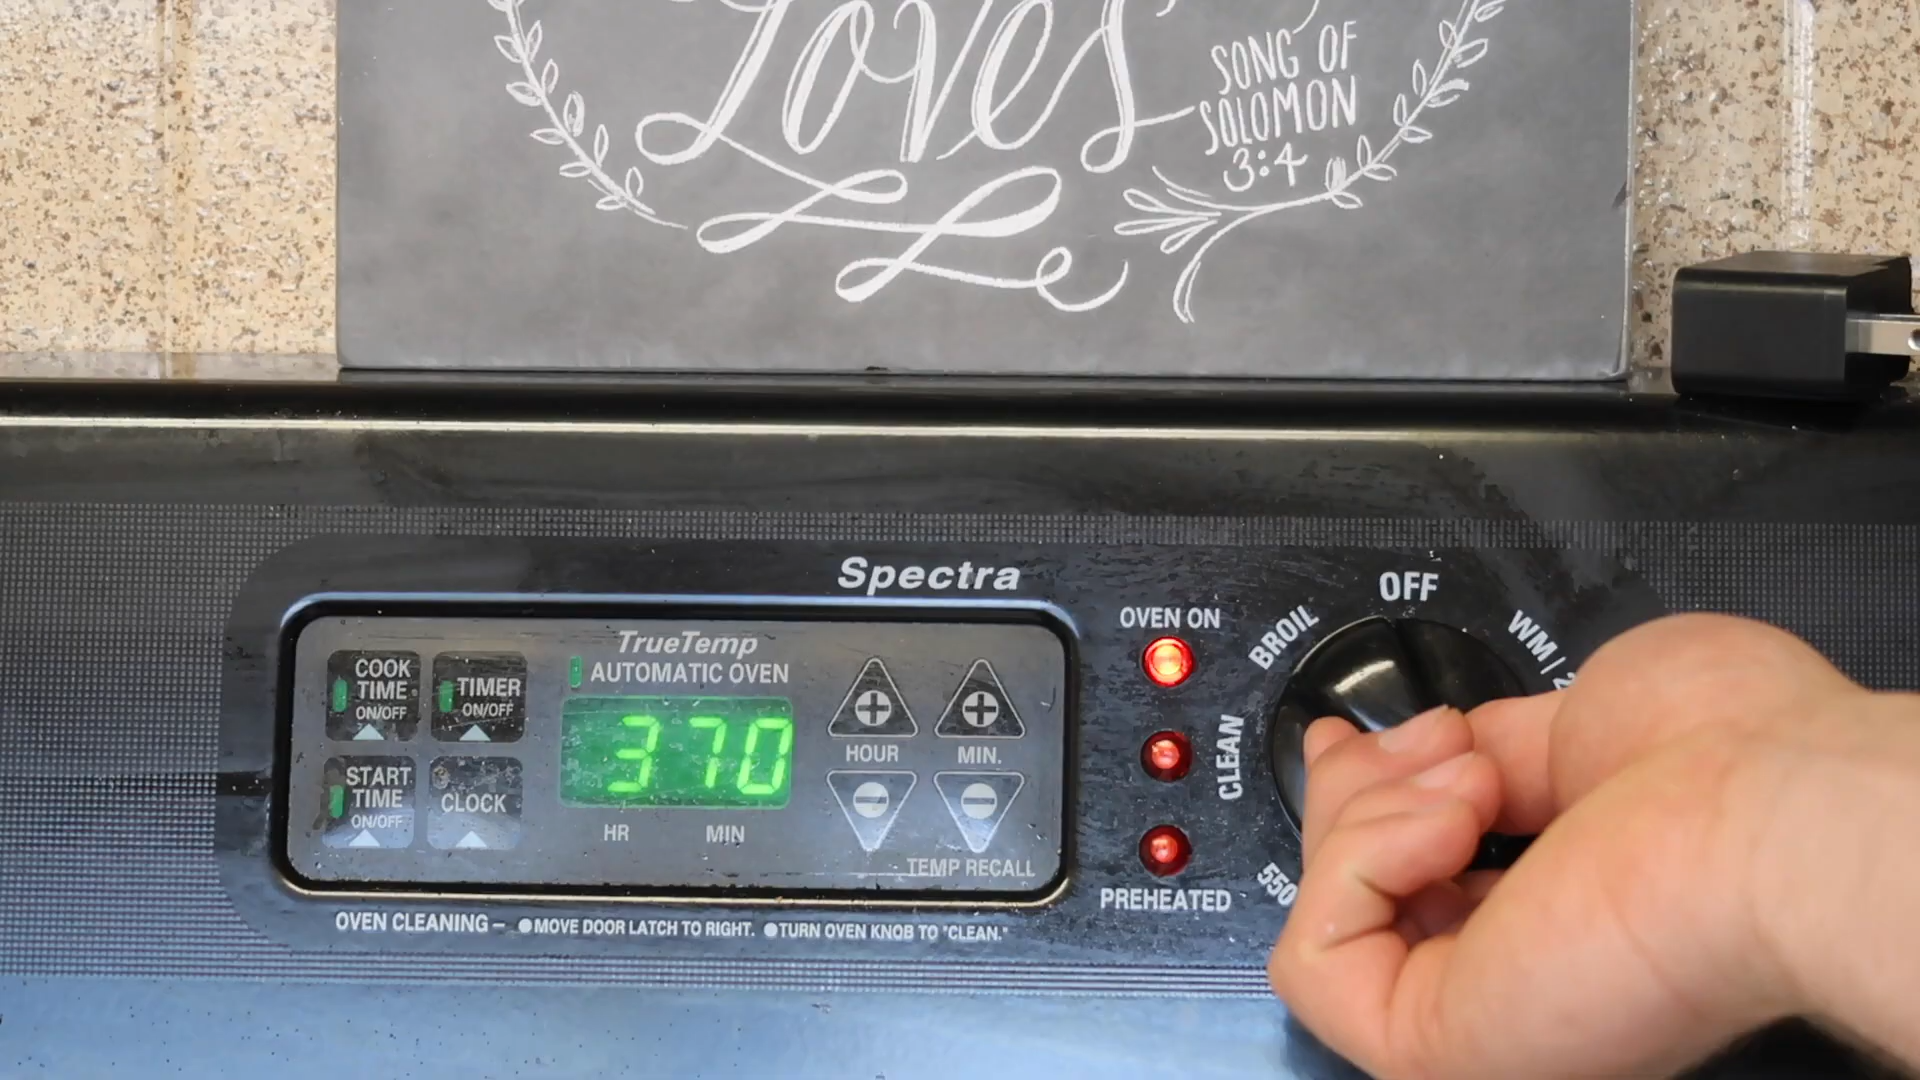 Loves
SONG OF
SOLOMON
3:4
Spectra
TrueTemp
AUTOMATIC OVEN
COOK
TIME
ON/OFF
TIMER
ON/OFF
START
TIME
ON/OFF
CLOCK
370
HR MIN
HOUR
MIN.
TEMP RECALL
OVEN CLEANING – ●MOVE DOOR LATCH TO RIGHT. ●TURN OVEN KNOB TO "CLEAN."
OVEN ON
PREHEATED
OFF
BROIL
CLEAN
550
WM /